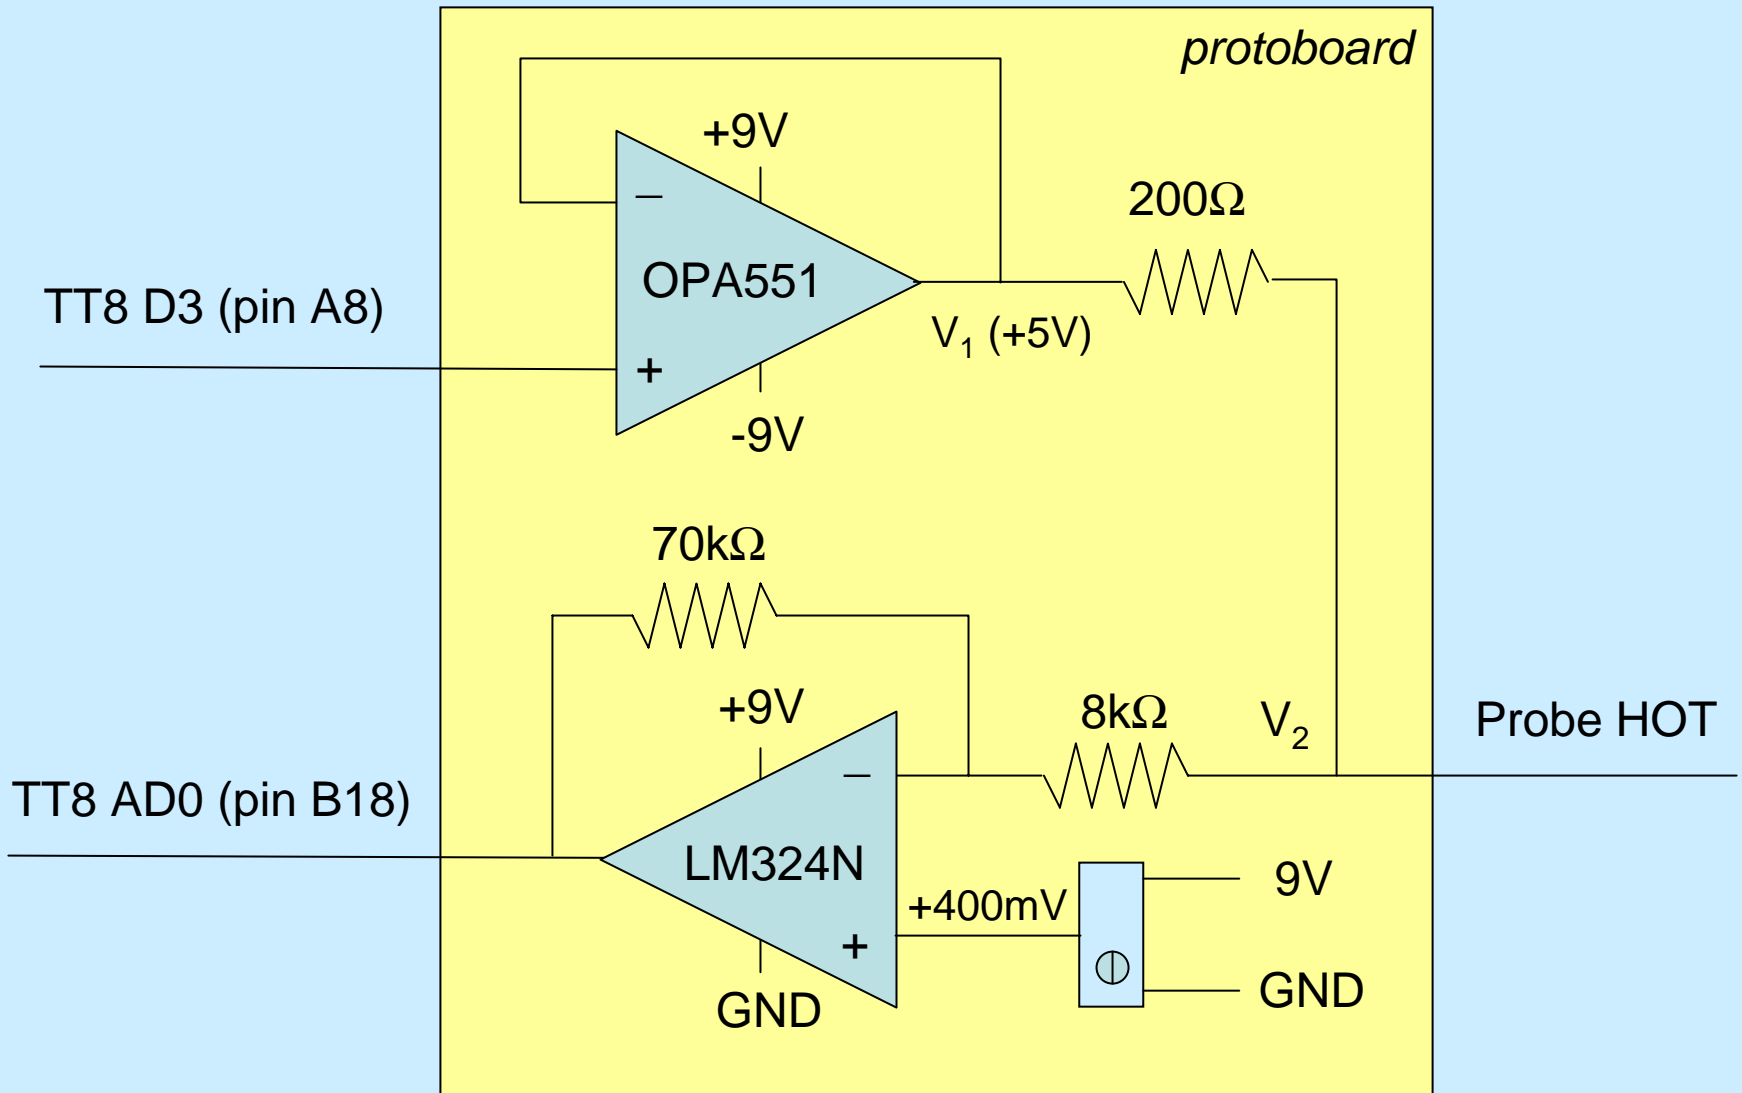 protoboard
+9V
−
200Ω
OPA551
TT8 D3 (pin A8)
V₁ (+5V)
+
-9V
70kΩ
+9V
8kΩ
V₂
Probe HOT
−
TT8 AD0 (pin B18)
LM324N
9V
+400mV
+
GND
GND